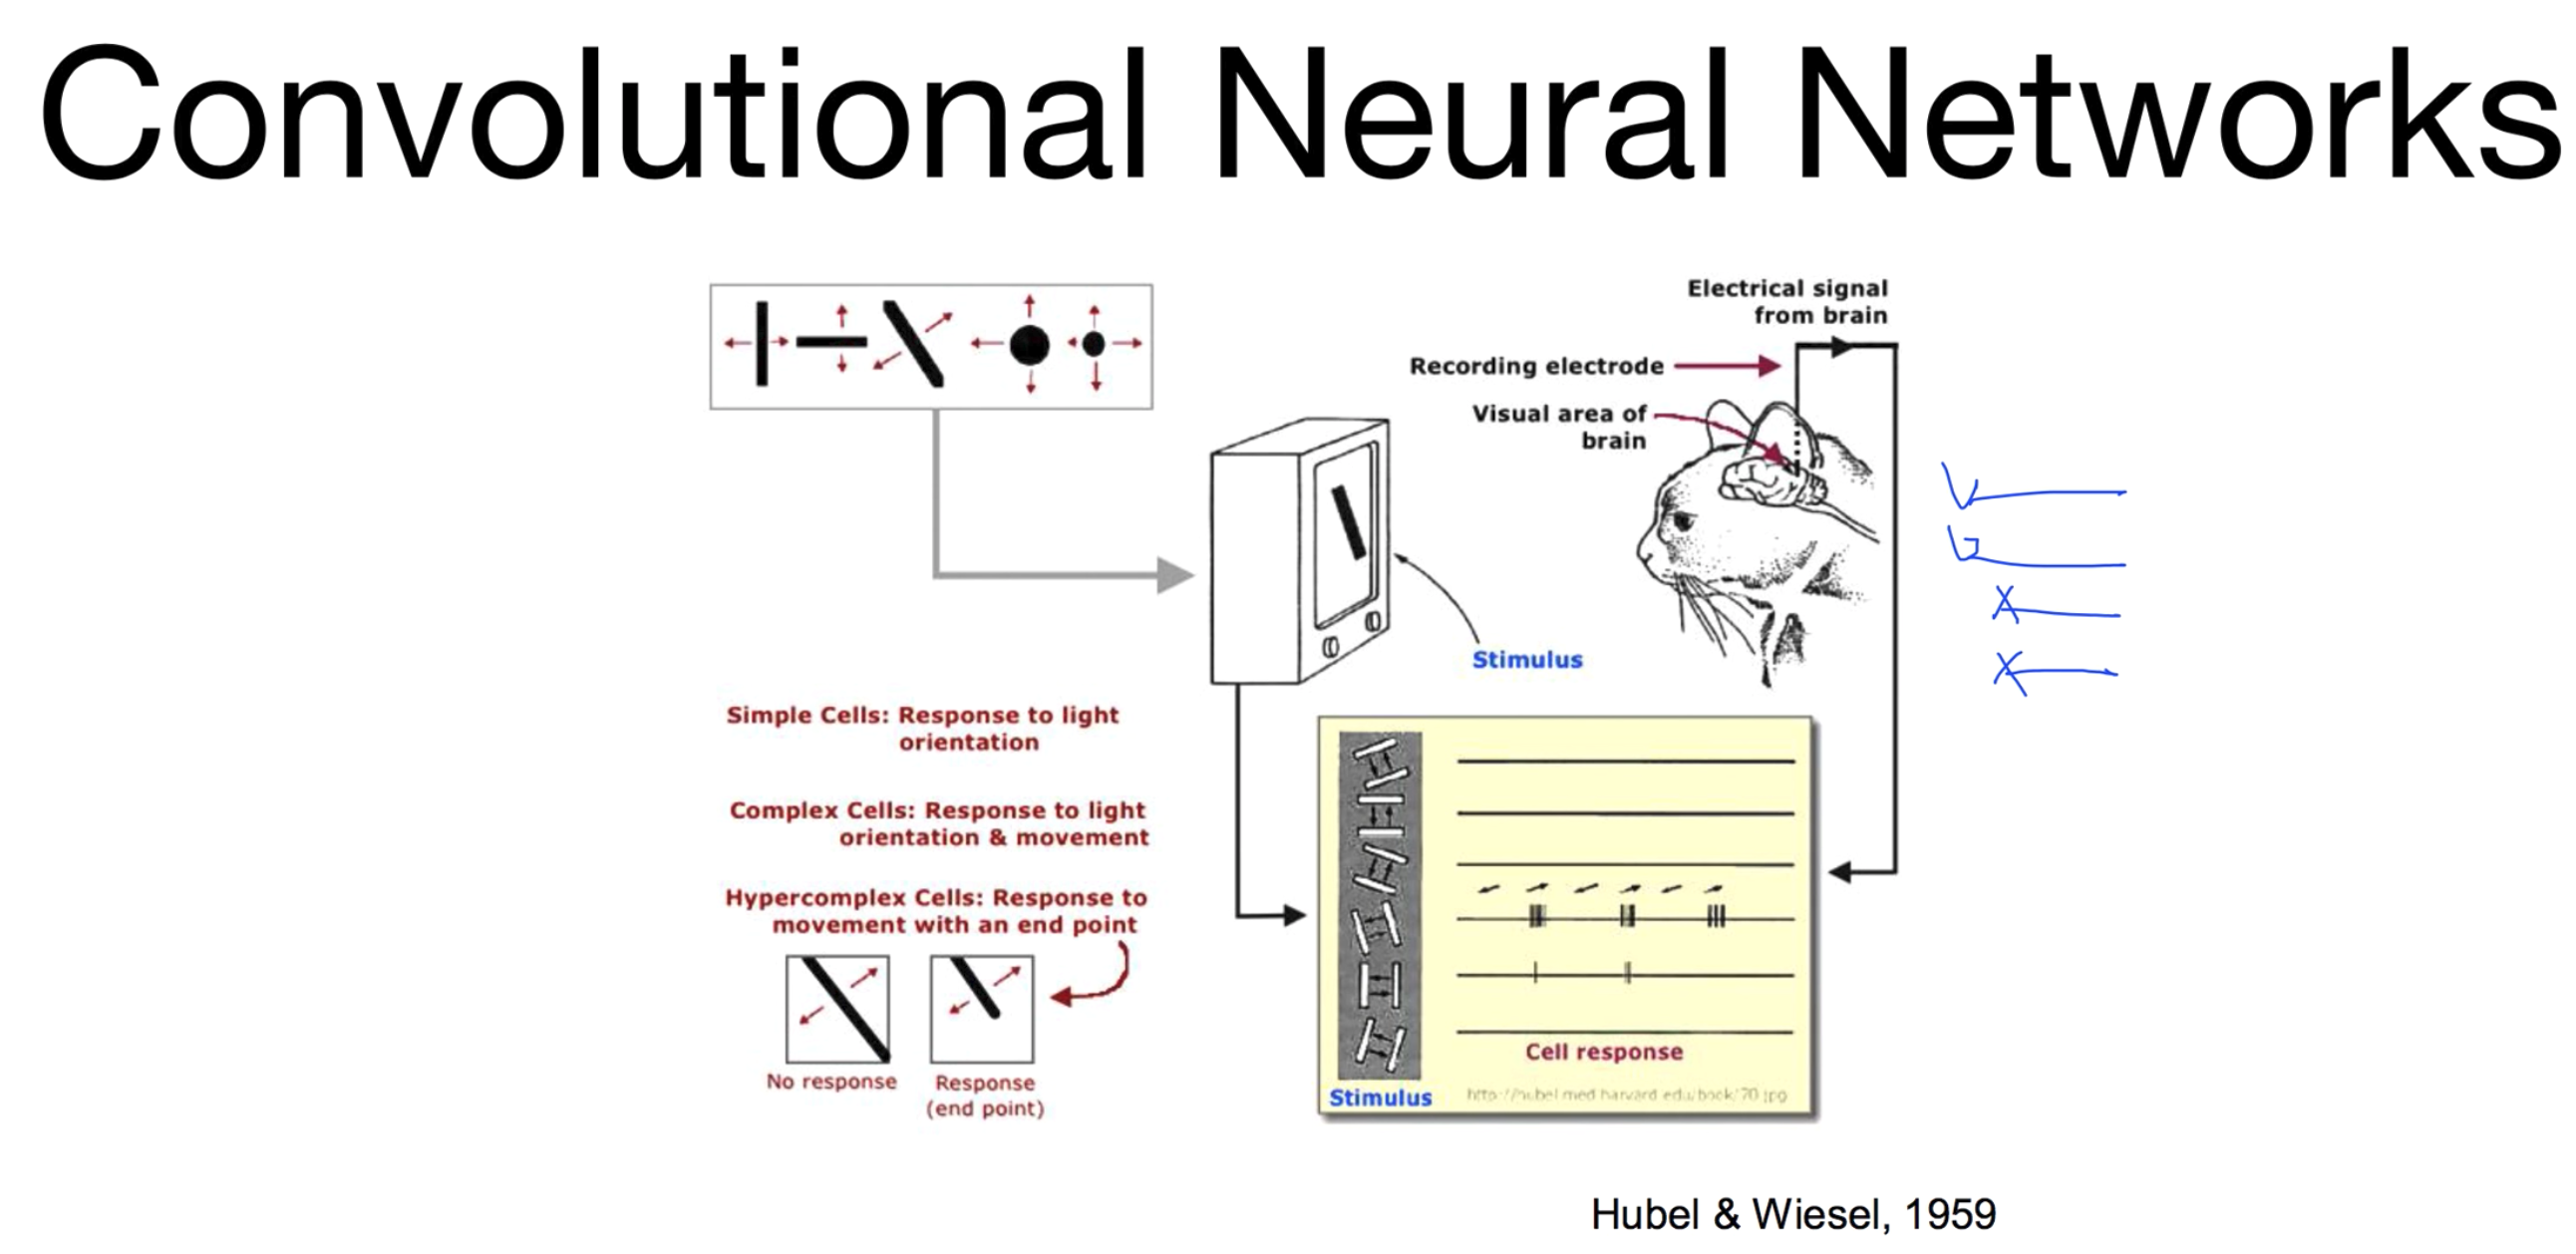 Convolutional Neural Networks
Electrical signal
from brain
Recording electrode
Visual area of
brain
Stimulus
Simple Cells: Response to light
orientation
Complex Cells: Response to light
orientation & movement
Hypercomplex Cells: Response to
movement with an end point
No response
Response
(end point)
Cell response
Stimulus
http://hubel.med.harvard.edu/book/70.jpg
Hubel & Wiesel, 1959